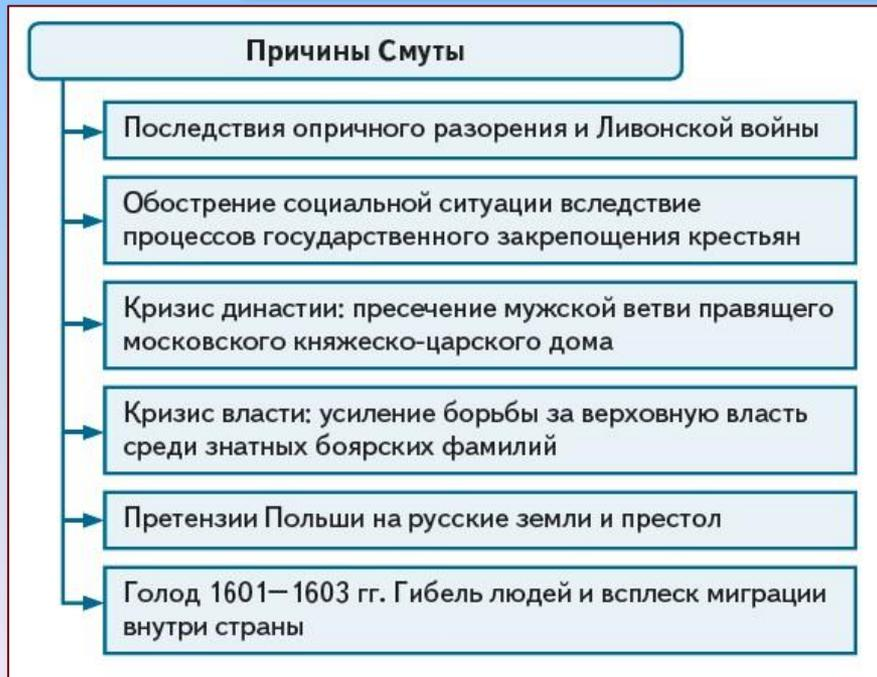 Причины Смуты
Последствия опричного разорения и Ливонской войны
Обострение социальной ситуации вследствие
процессов государственного закрепощения крестьян
Кризис династии: пресечение мужской ветви правящего
московского княжеско-царского дома
Кризис власти: усиление борьбы за верховную власть
среди знатных боярских фамилий
Претензии Польши на русские земли и престол
Голод 1601—1603 гг. Гибель людей и всплеск миграции
внутри страны